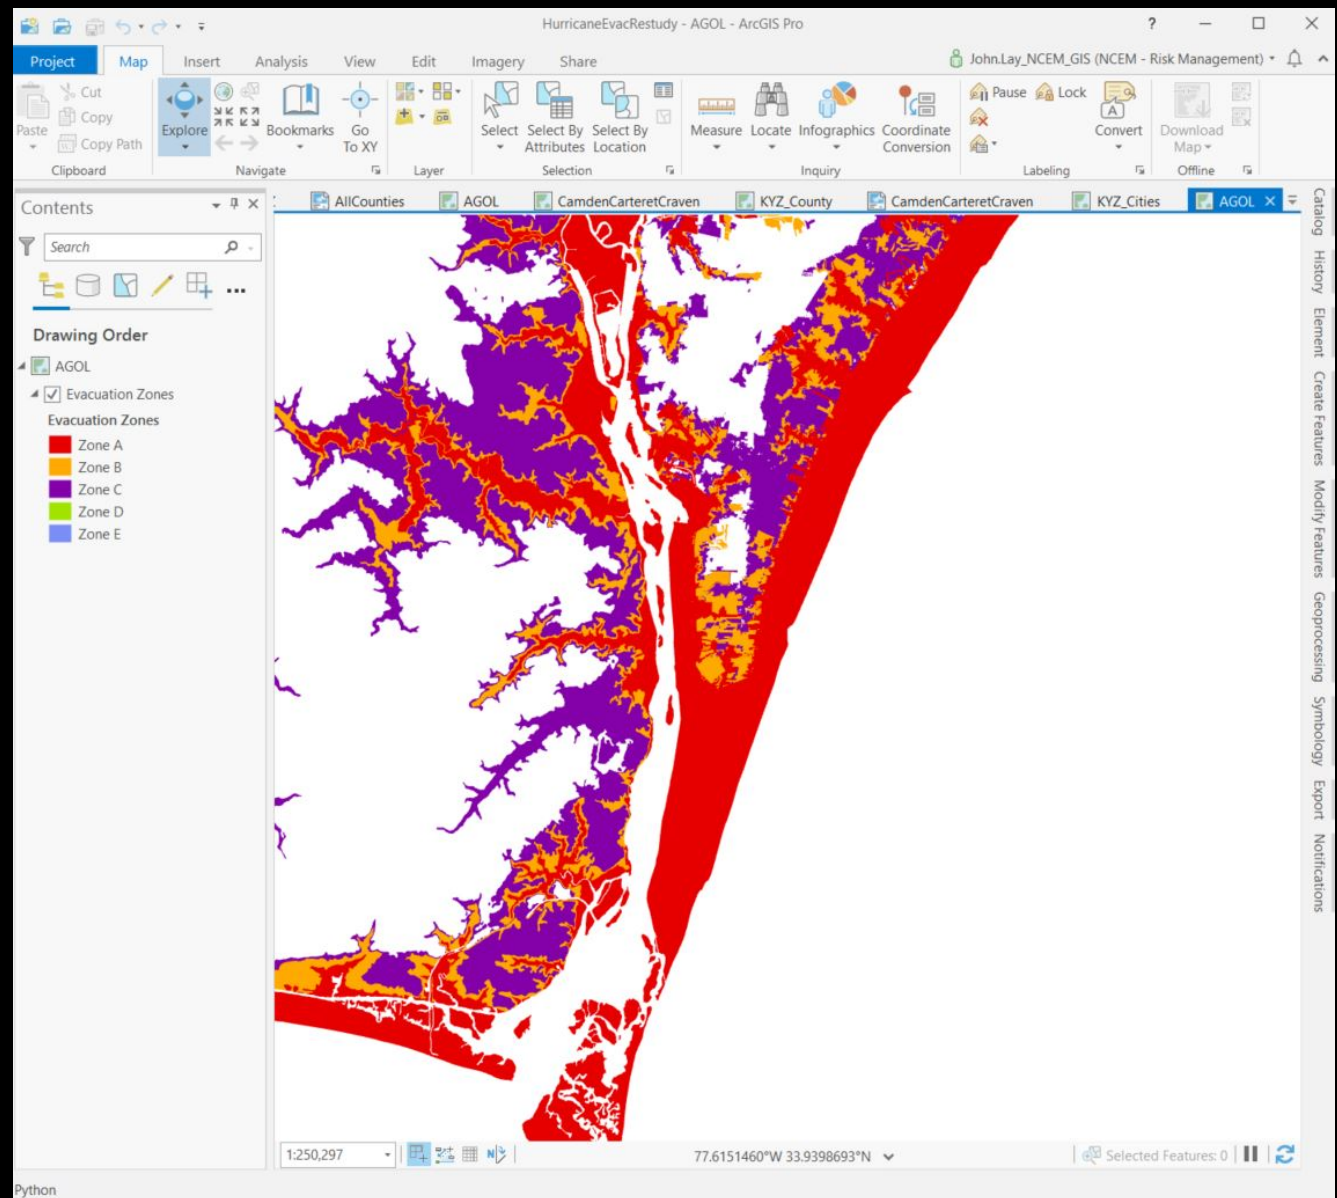 HurricaneEvacRestudy - AGOL - ArcGIS Pro
?
Project Map Insert Analysis View Edit Imagery Share
John.Lay_NCEM_GIS (NCEM - Risk Management)
Paste
Cut
Copy
Copy Path
Clipboard
Explore
Bookmarks
Go To XY
Navigate
Layer
Select
Select By Attributes
Select By Location
Selection
Measure
Locate
Infographics
Coordinate Conversion
Inquiry
Pause
Lock
Convert
Labeling
Download Map
Offline
Contents
Search
Drawing Order
AGOL
Evacuation Zones
Evacuation Zones
Zone A
Zone B
Zone C
Zone D
Zone E
AllCounties AGOL CamdenCarteretCraven KYZ_County CamdenCarteretCraven KYZ_Cities AGOL
Catalog
History
Element
Create Features
Modify Features
Geoprocessing
Symbology
Export
Notifications
1:250,297
77.6151460°W 33.9398693°N
Selected Features: 0
Python